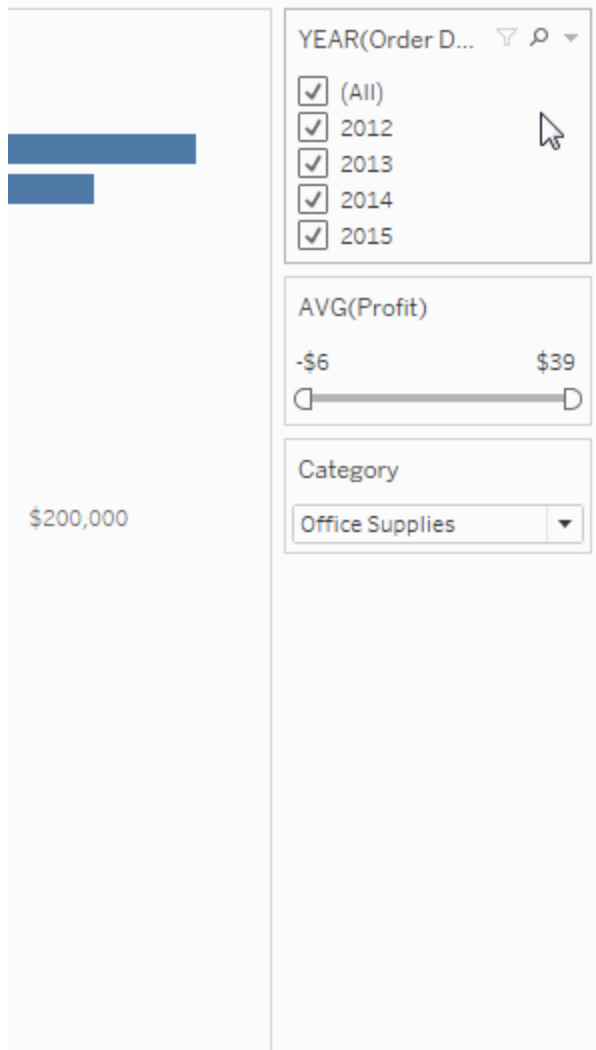 YEAR(Order D...
(All)
2012
2013
2014
2015
AVG(Profit)
-$6 $39
Category
Office Supplies
$200,000